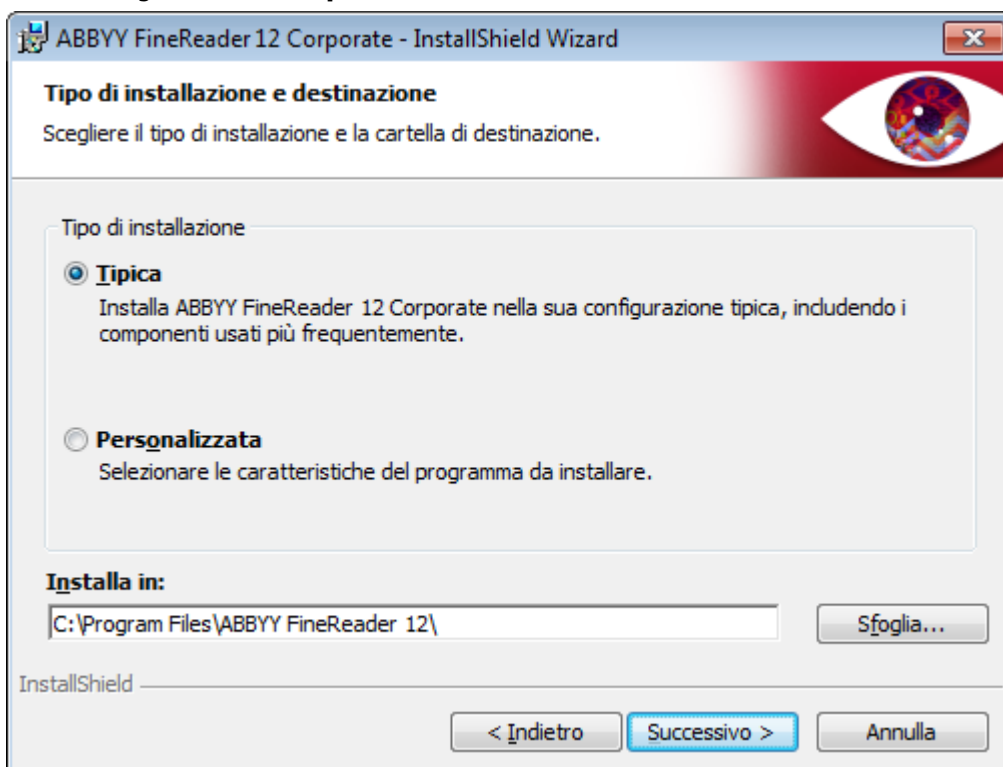 ABBYY FineReader 12 Corporate - InstallShield Wizard
Tipo di installazione e destinazione
Scegliere il tipo di installazione e la cartella di destinazione.
Tipo di installazione
Tipica
Installa ABBYY FineReader 12 Corporate nella sua configurazione tipica, includendo i
componenti usati più frequentemente.
Personalizzata
Selezionare le caratteristiche del programma da installare.
Installa in:
C:\Program Files\ABBYY FineReader 12\
Sfoglia...
InstallShield
< Indietro
Successivo >
Annulla